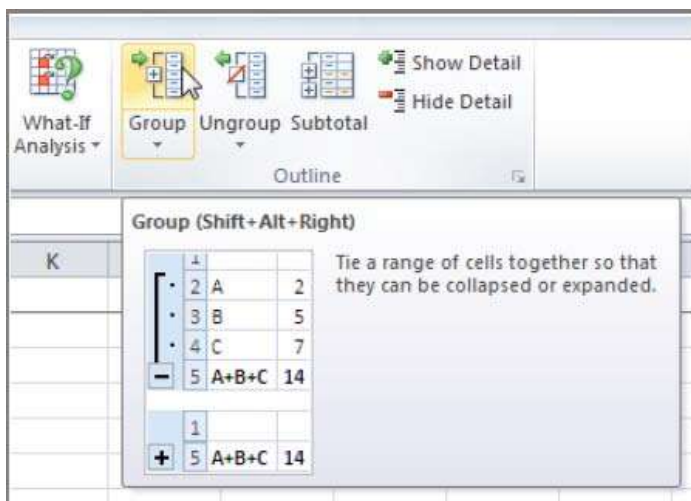 What-If
Analysis
Group
Ungroup
Subtotal
Show Detail
Hide Detail
Outline
Group (Shift+Alt+Right)
K
Tie a range of cells together so that
they can be collapsed or expanded.
1
2 A 2
3 B 5
4 C 7
5 A+B+C 14
1
5 A+B+C 14